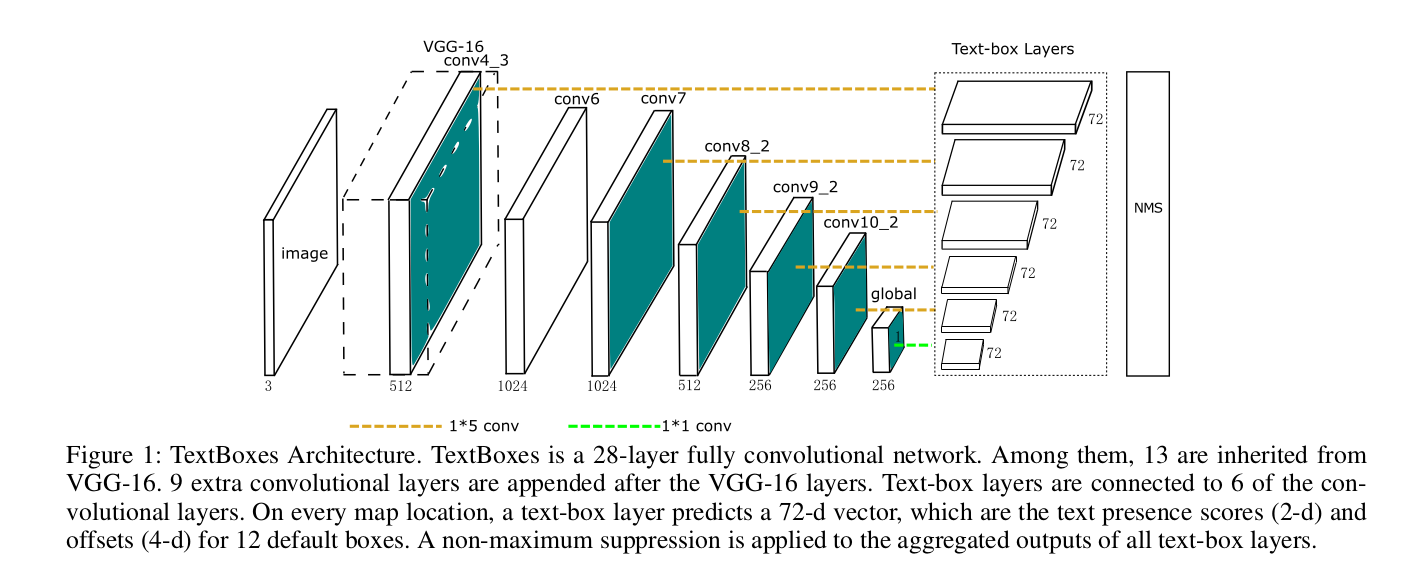 VGG-16
conv4_3
Text-box Layers
conv6
conv7
conv8_2
conv9_2
conv10_2
global
image
1
72
72
72
72
72
72
NMS
3
512
1024
1024
512
256
256
256
1*5 conv
1*1 conv
Figure 1: TextBoxes Architecture. TextBoxes is a 28-layer fully convolutional network. Among them, 13 are inherited from
VGG-16. 9 extra convolutional layers are appended after the VGG-16 layers. Text-box layers are connected to 6 of the con-
volutional layers. On every map location, a text-box layer predicts a 72-d vector, which are the text presence scores (2-d) and
offsets (4-d) for 12 default boxes. A non-maximum suppression is applied to the aggregated outputs of all text-box layers.